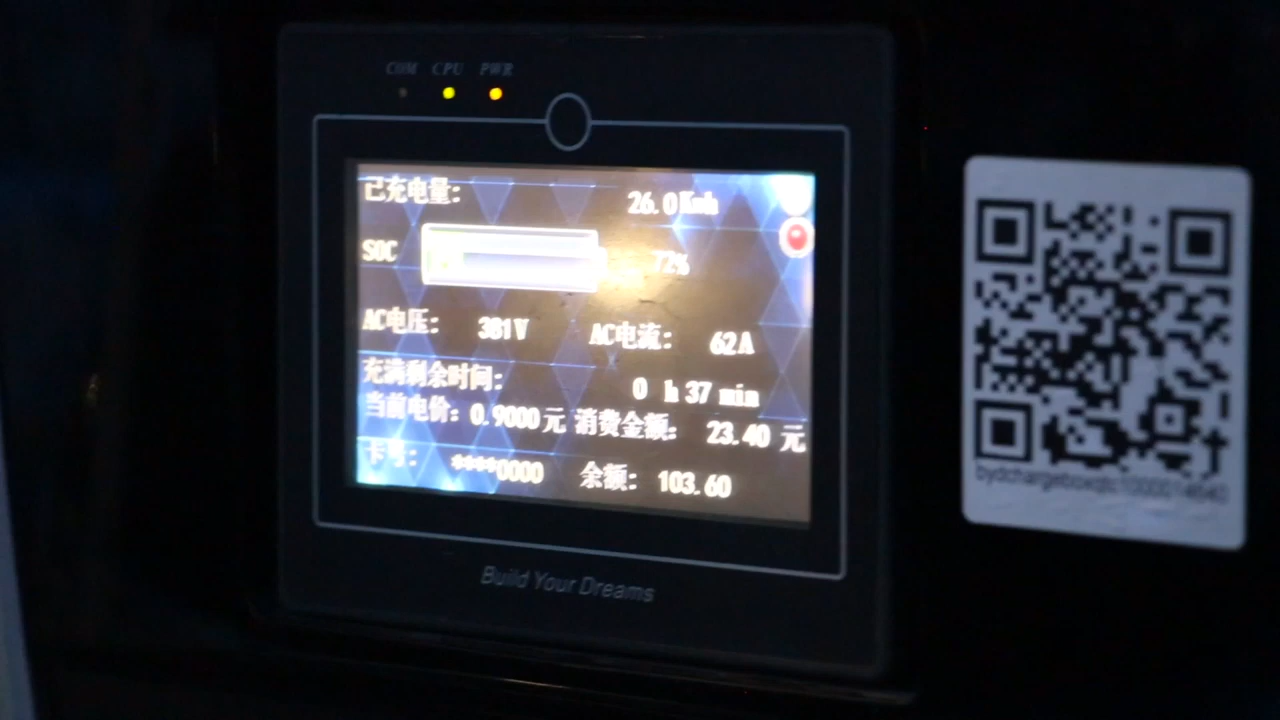 COM CPU PWR
已充电量: 26.0Kwh
SOC 72%
AC电压: 381V AC电流: 62A
充满剩余时间: 0 h 37 min
当前电价: 0.9000元 消费金额: 23.40 元
卡号: ****0000 余额: 103.60
Build Your Dreams